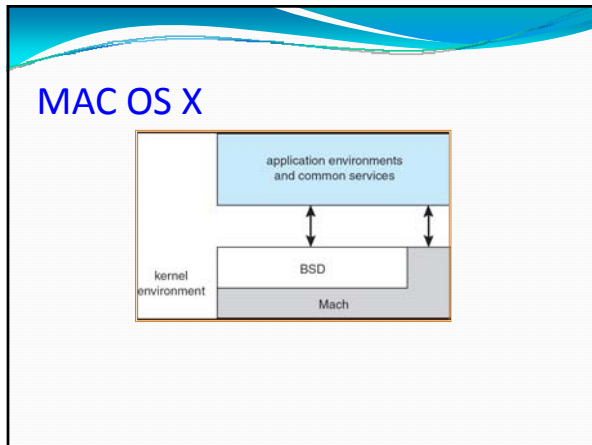 MAC OS X
application environments
and common services
kernel
environment
BSD
Mach